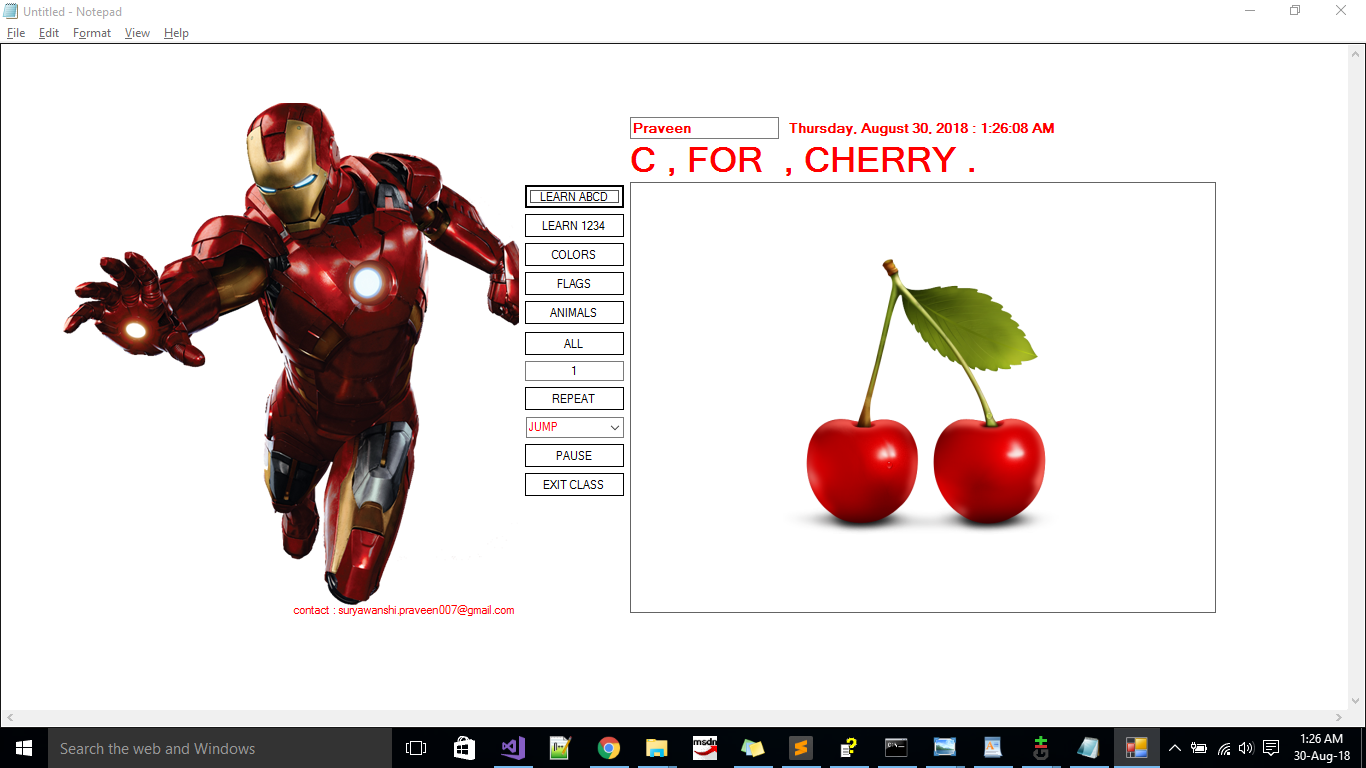 Untitled - Notepad
File Edit Format View Help
Praveen Thursday, August 30, 2018 : 1:26:08 AM
C , FOR , CHERRY .
LEARN ABCD
LEARN 1234
COLORS
FLAGS
ANIMALS
ALL
1
REPEAT
JUMP
PAUSE
EXIT CLASS
contact : suryawanshi.praveen007@gmail.com
Search the web and Windows
msdn
1:26 AM
30-Aug-18